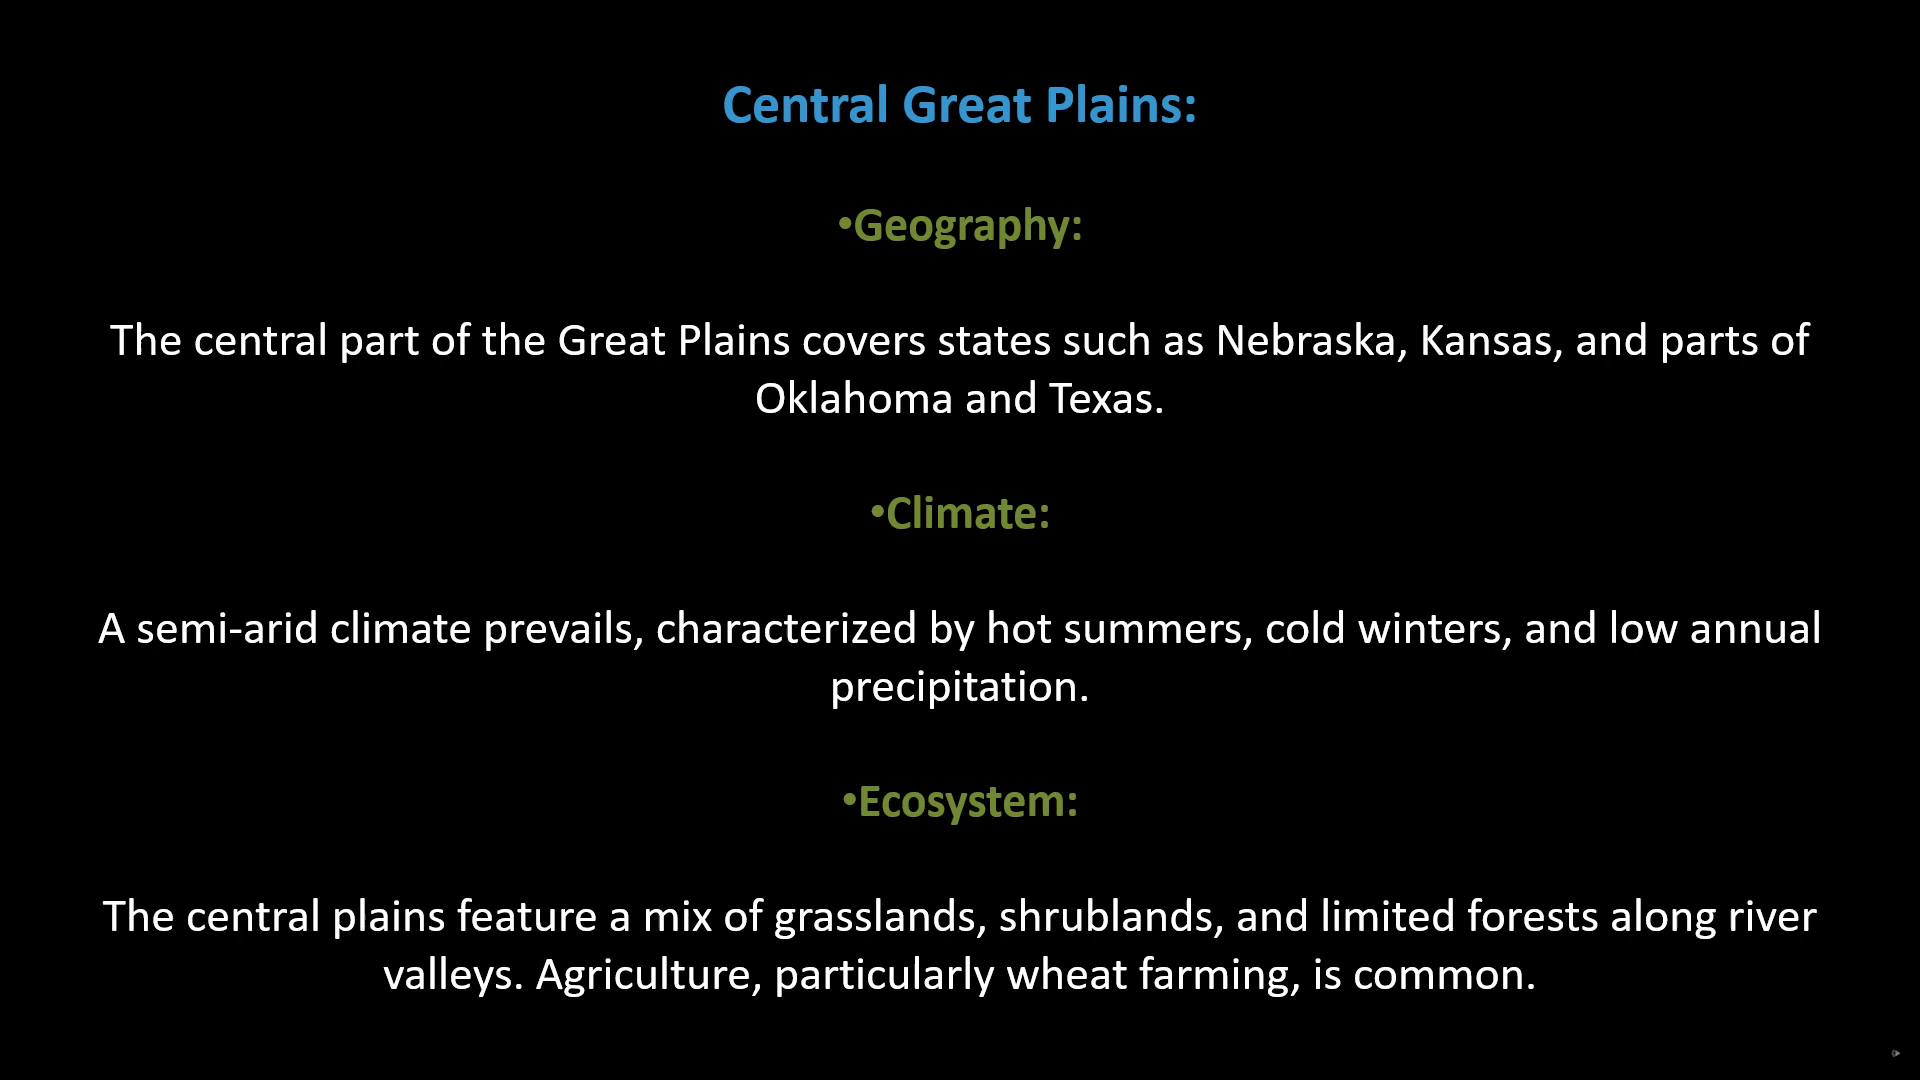 Central Great Plains:
•Geography:
The central part of the Great Plains covers states such as Nebraska, Kansas, and parts of
Oklahoma and Texas.
•Climate:
A semi-arid climate prevails, characterized by hot summers, cold winters, and low annual
precipitation.
•Ecosystem:
The central plains feature a mix of grasslands, shrublands, and limited forests along river
valleys. Agriculture, particularly wheat farming, is common.